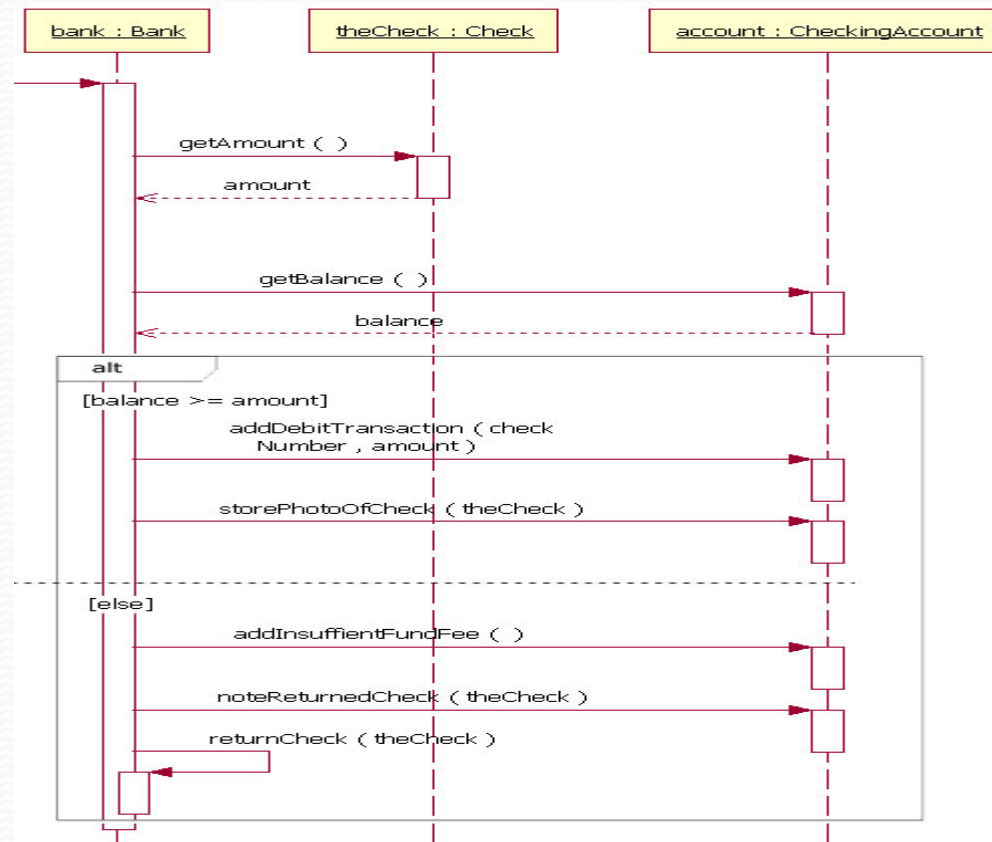 bank : Bank
theCheck : Check
account : CheckingAccount
getAmount ( )
amount
getBalance ( )
balance
alt
[balance >= amount]
addDebitTransaction ( check
Number , amount )
storePhotoOfCheck ( theCheck )
[else]
addInsuffientFundFee ( )
noteReturnedCheck ( theCheck )
returnCheck ( theCheck )